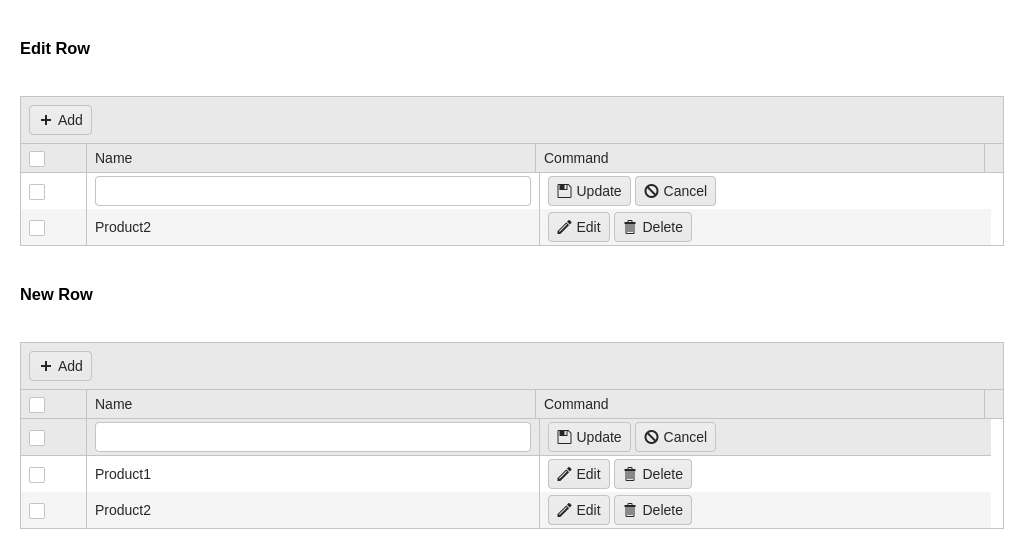 Edit Row
Add
Name Command
Update Cancel
Product2 Edit Delete
New Row
Add
Name Command
Update Cancel
Product1 Edit Delete
Product2 Edit Delete